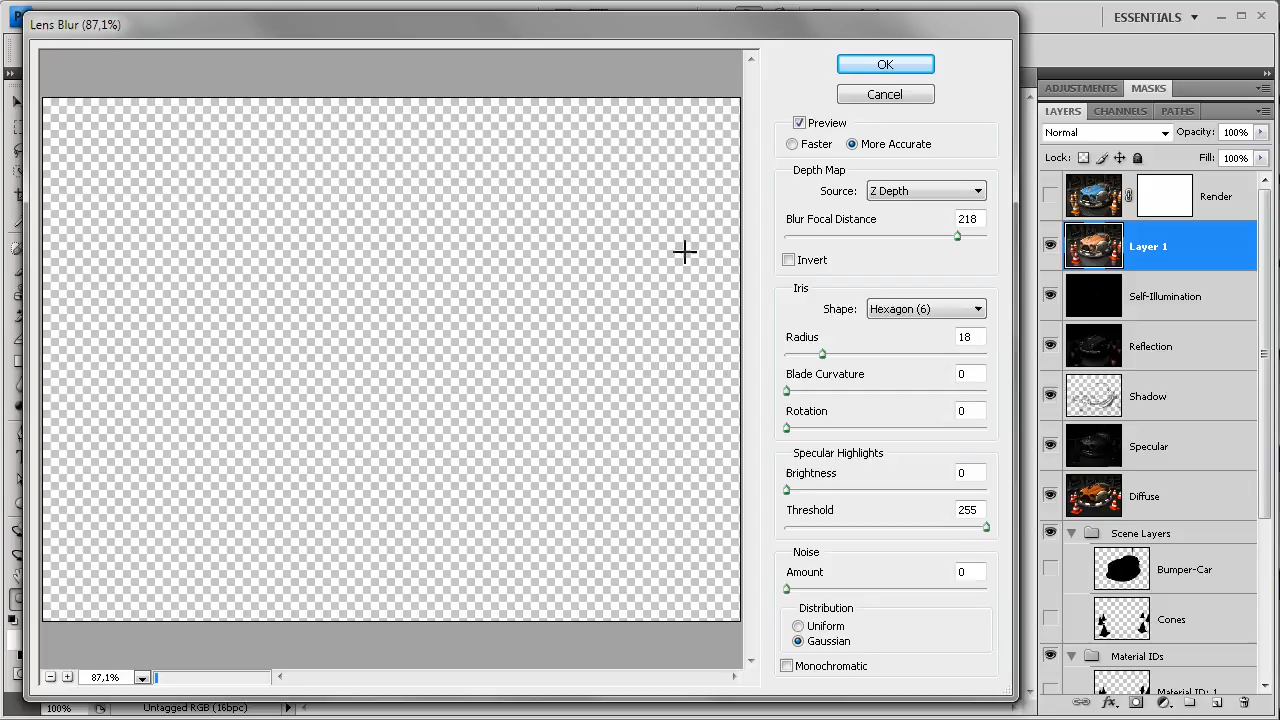 Lens Blur (87,1%)
ESSENTIALS
OK
Cancel
Preview
Faster
More Accurate
Depth Map
Source: Z Depth
Blur Focal Distance 218
Invert
Iris
Shape: Hexagon (6)
Radius 18
Blade Curvature 0
Rotation 0
Specular Highlights
Brightness 0
Threshold 255
Noise
Amount 0
Distribution
Uniform
Gaussian
Monochromatic
87,1%
100%
Untagged RGB (16bpc)
ADJUSTMENTS MASKS
LAYERS CHANNELS PATHS
Normal Opacity: 100%
Lock: Fill: 100%
Render
Layer 1
Self-Illumination
Reflection
Shadow
Specular
Diffuse
Scene Layers
Bumper-Car
Cones
Material IDs
Material ID: 1